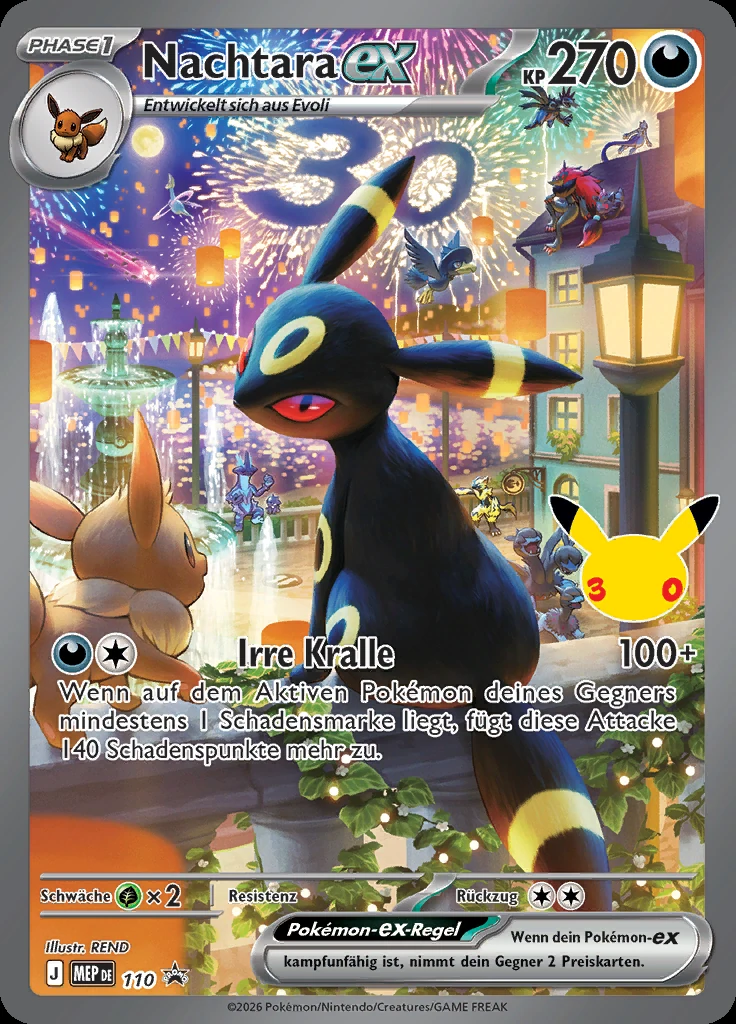 PHASE 1
Nachtara ex
KP 270
Entwickelt sich aus Evoli
30
3 0
Irre Kralle 100+
Wenn auf dem Aktiven Pokémon deines Gegners
mindestens 1 Schadensmarke liegt, fügt diese Attacke
140 Schadenspunkte mehr zu.
Schwäche ×2 Resistenz Rückzug
Illustr. REND
Pokémon-ex-Regel Wenn dein Pokémon-ex
kampfunfähig ist, nimmt dein Gegner 2 Preiskarten.
J MEP DE 110 PROMO
©2026 Pokémon/Nintendo/Creatures/GAME FREAK